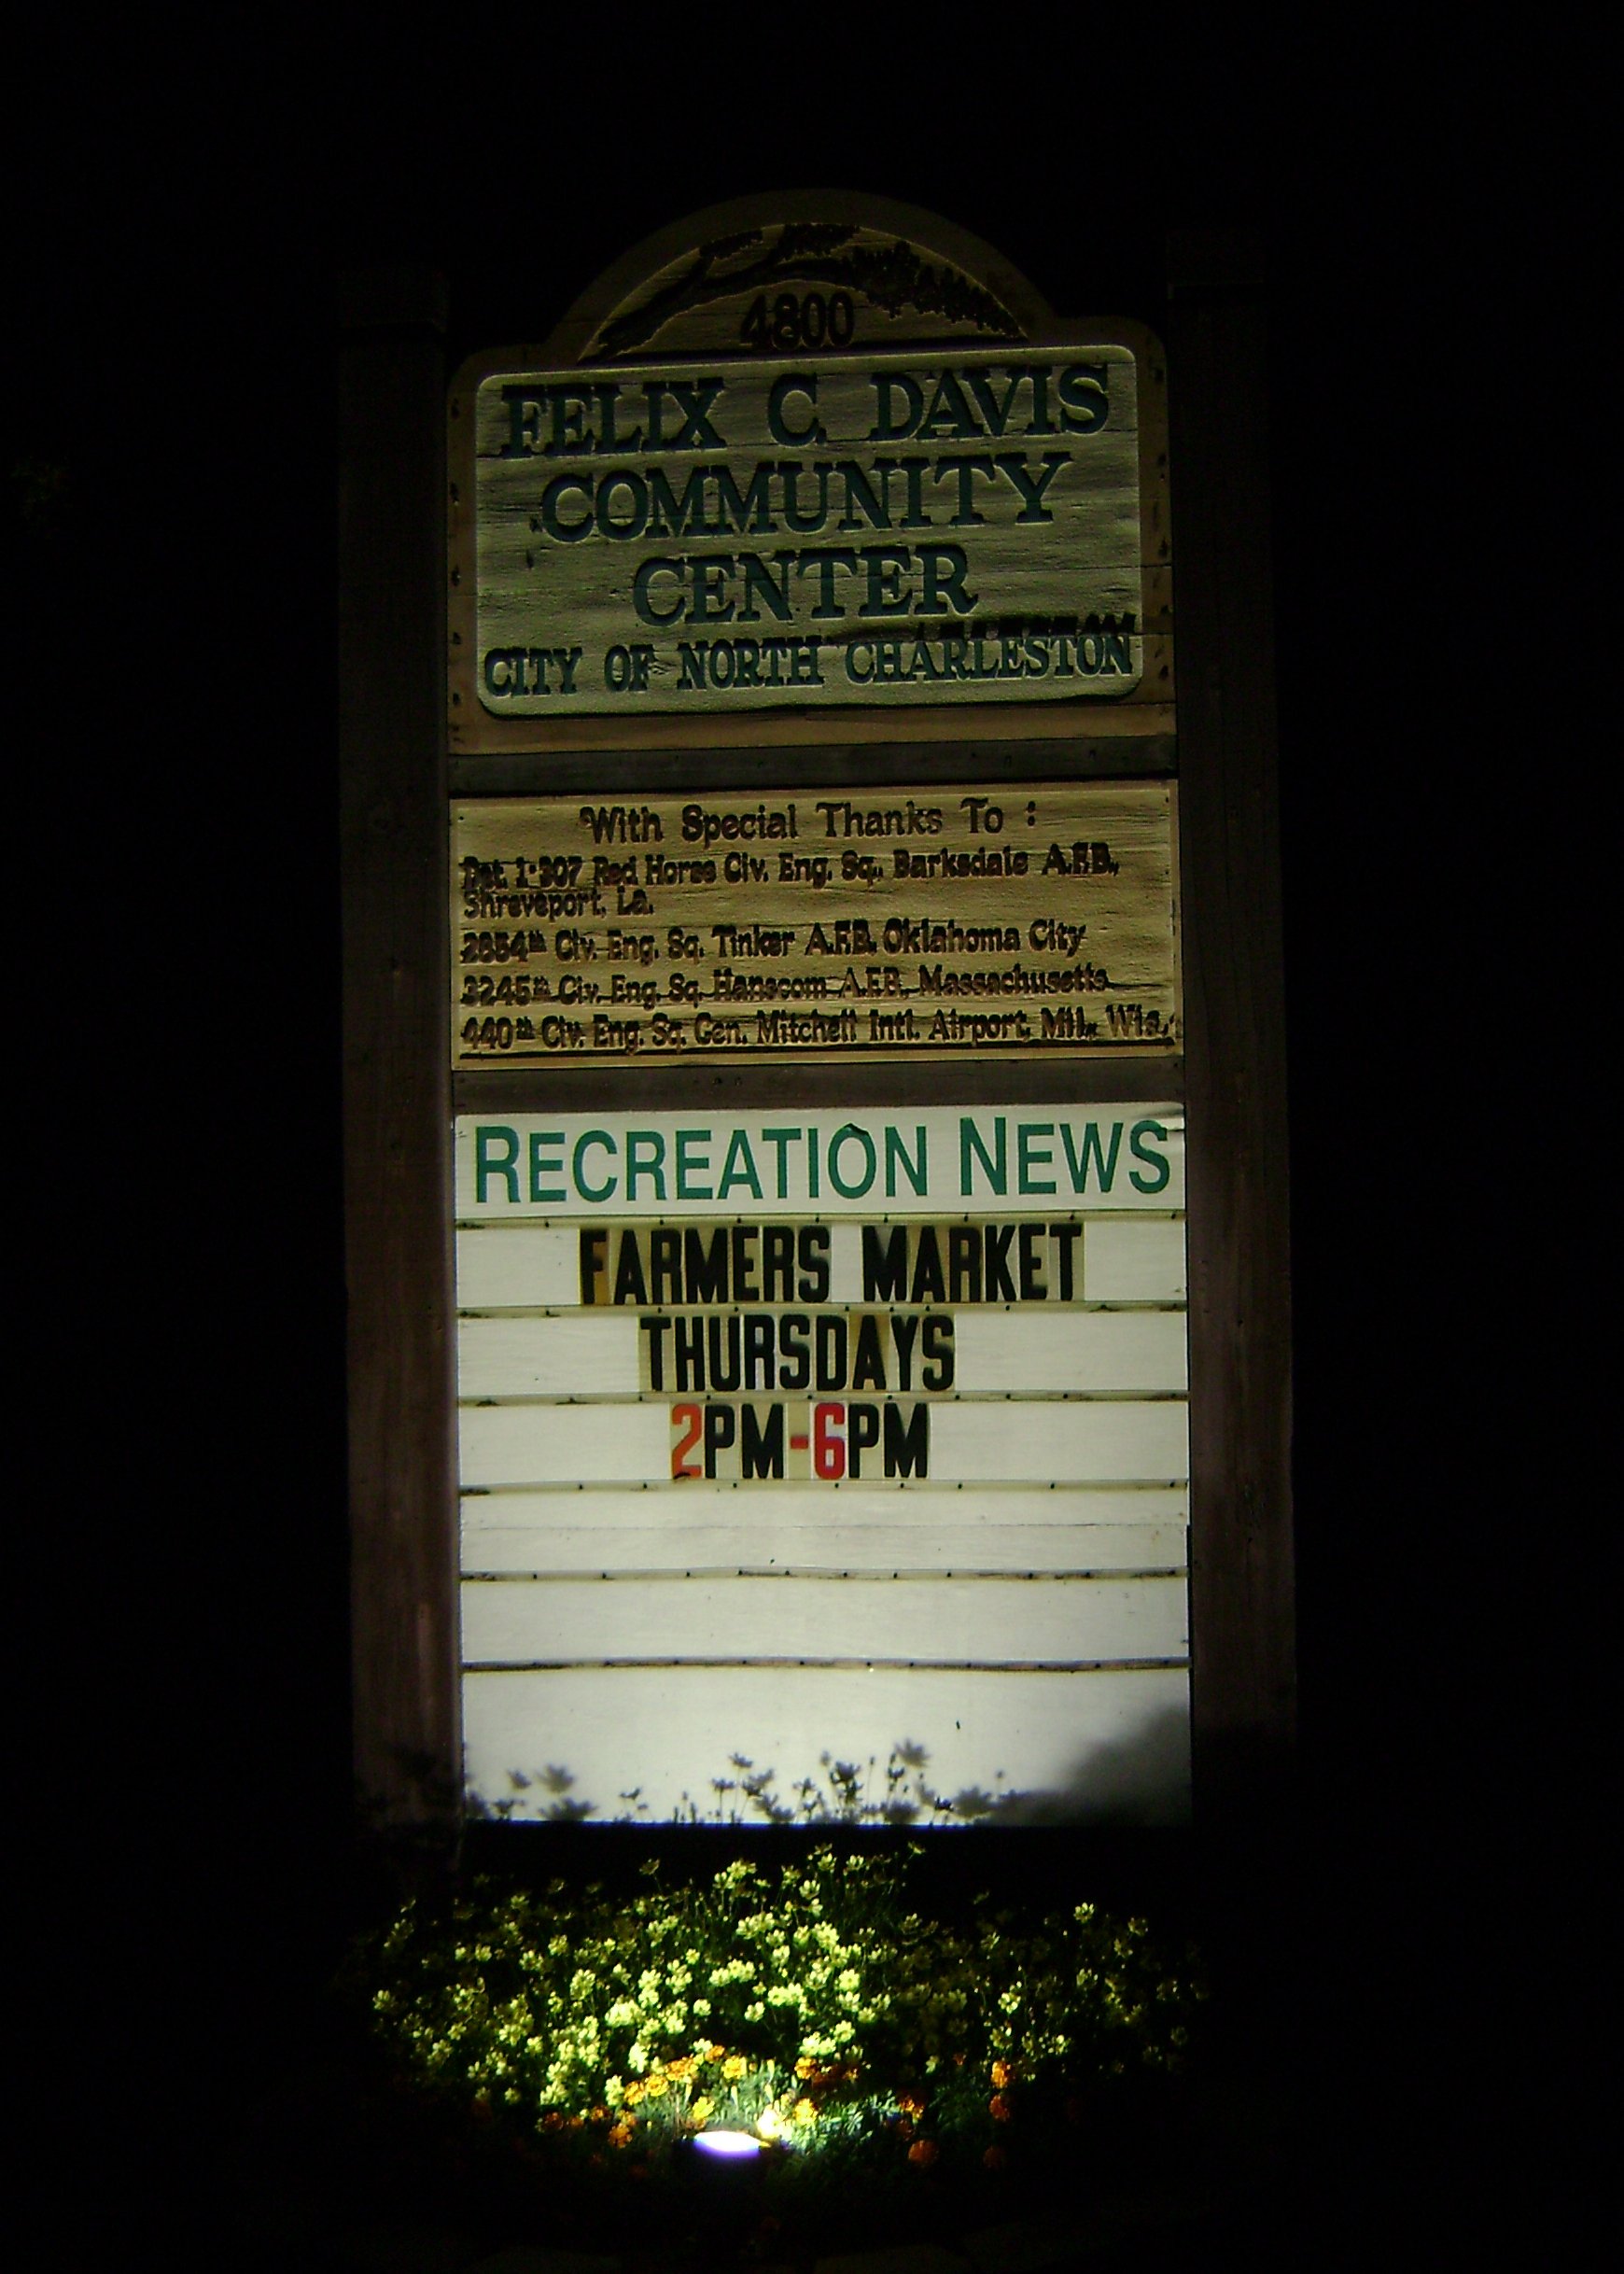 4800
FELIX C. DAVIS
COMMUNITY
CENTER
CITY OF NORTH CHARLESTON
With Special Thanks To :
Det. 1-307 Red Horse Civ. Eng. Sq., Barksdale A.F.B.,
Shreveport, La.
2854th Civ. Eng. Sq. Tinker A.F.B. Oklahoma City
3245th Civ. Eng. Sq. Hanscom A.F.B., Massachusetts
440th Civ. Eng. Sq. Gen. Mitchell Intl. Airport, Mil., Wis.
RECREATION NEWS
FARMERS MARKET
THURSDAYS
2PM-6PM